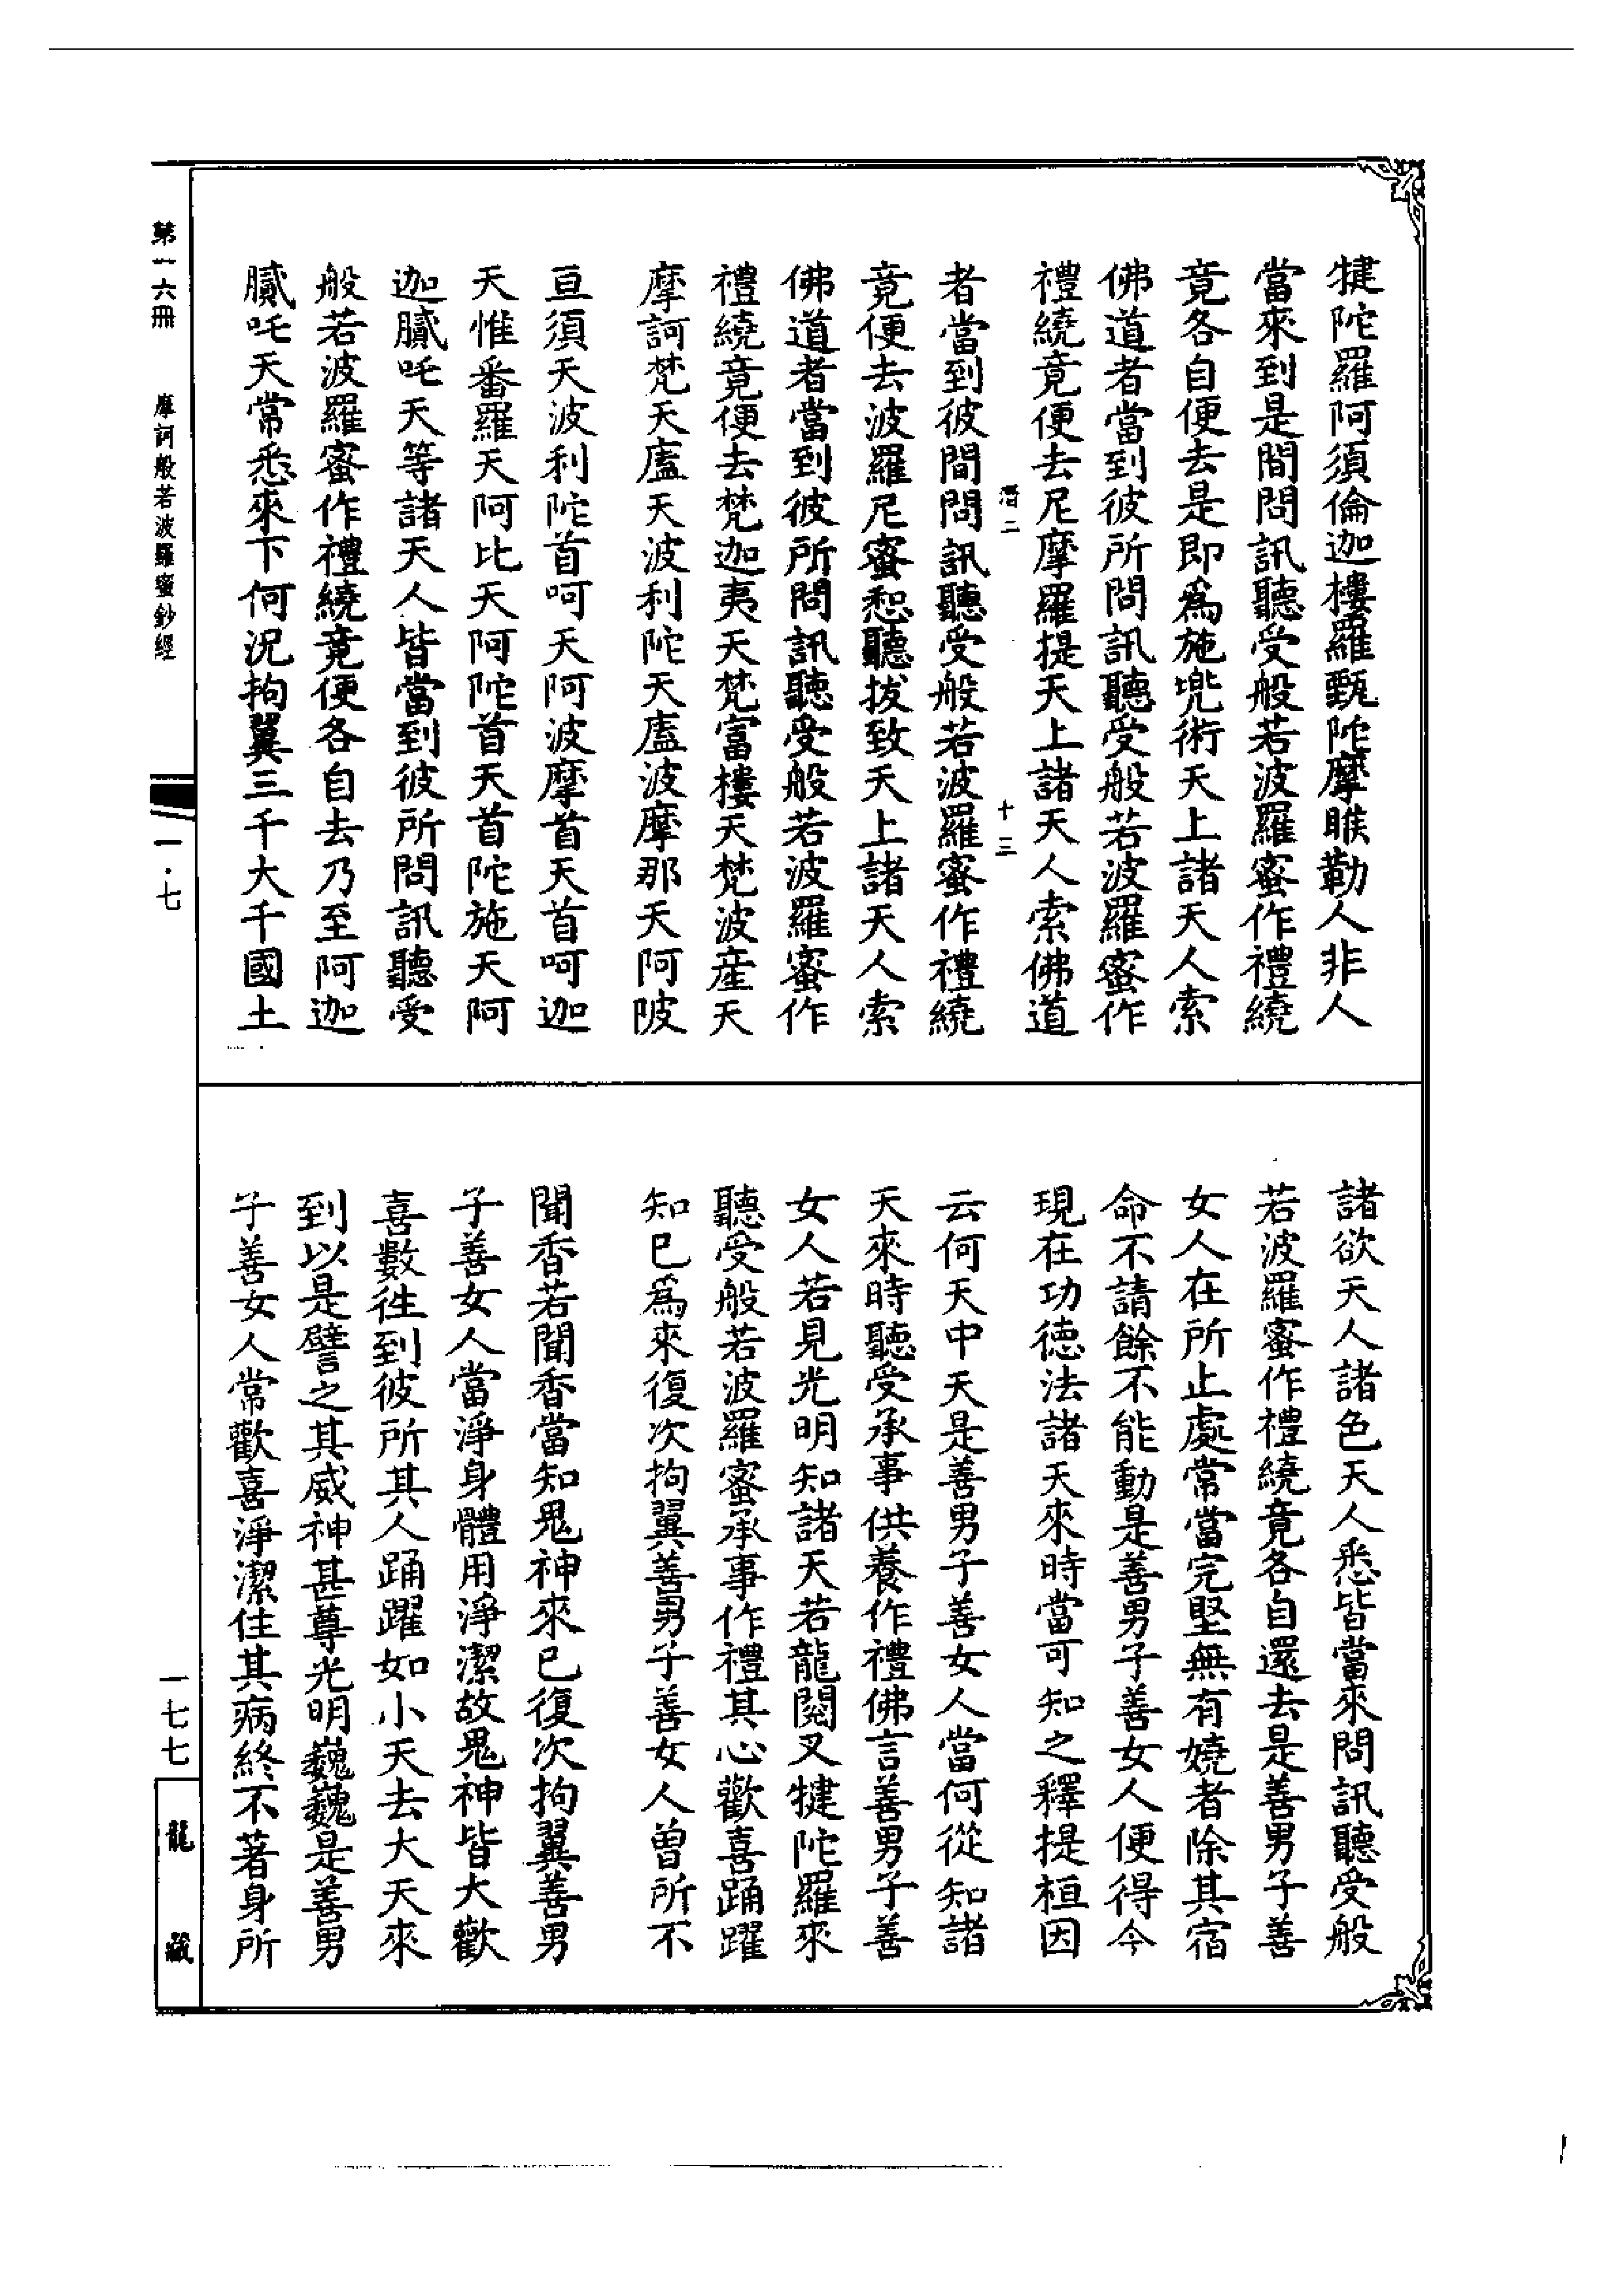 犍陀羅阿須倫迦樓羅甄陀摩睺勒人非人
當來到是間問訊聽受般若波羅蜜作禮繞
竟各自便去是即為施兜術天上諸天人索
佛道者當到彼所問訊聽受般若波羅蜜作
禮繞竟便去尼摩羅提天上諸天人索佛道
二
十三
者當到彼間問訊聽受般若波羅蜜作禮繞
竟便去波羅尼蜜恕聽拔致天上諸天人索
佛道者當到彼所問訊聽受般若波羅蜜作
禮繞竟便去梵迦夷天梵富樓天梵波産天
摩訶梵天廬天波利陀天廬波摩那天阿陂
亘須天波利陀首呵天阿波摩首天首呵迦
天惟番羅天阿比天阿陀首天首陀施天阿
迦膩吒天等諸天人皆當到彼所問訊聽受
般若波羅蜜作禮繞竟便各自去乃至阿迦
膩吒天常悉來下何況拘翼三千大千國土
諸欲天人諸色天人悉皆當來問訊聽受般
若波羅蜜作禮繞竟各自還去是善男子善
女人在所止處常當完堅無有嬈者除其宿
命不請餘不能動是善男子善女人便得今
現在功德法諸天來時當可知之釋提桓因
云何天中天是善男子善女人當何從知諸
天來時聽受承事供養作禮佛言善男子善
女人若見光明知諸天若龍閱叉犍陀羅來
聽受般若波羅蜜承事作禮其心歡喜踊躍
知已爲來復次拘翼善男子善女人曾所不
聞香若聞香當知鬼神來已復次拘翼善男
子善女人當淨身體用淨潔故鬼神皆大歡
喜數往到彼所其人踊躍如小天去大天來
到以是譬之其威神甚尊光明巍巍是善男
子善女人常歡喜淨潔住其病終不著身所
第一六冊
摩訶般若波羅蜜鈔經
一·七
一七七
龍藏